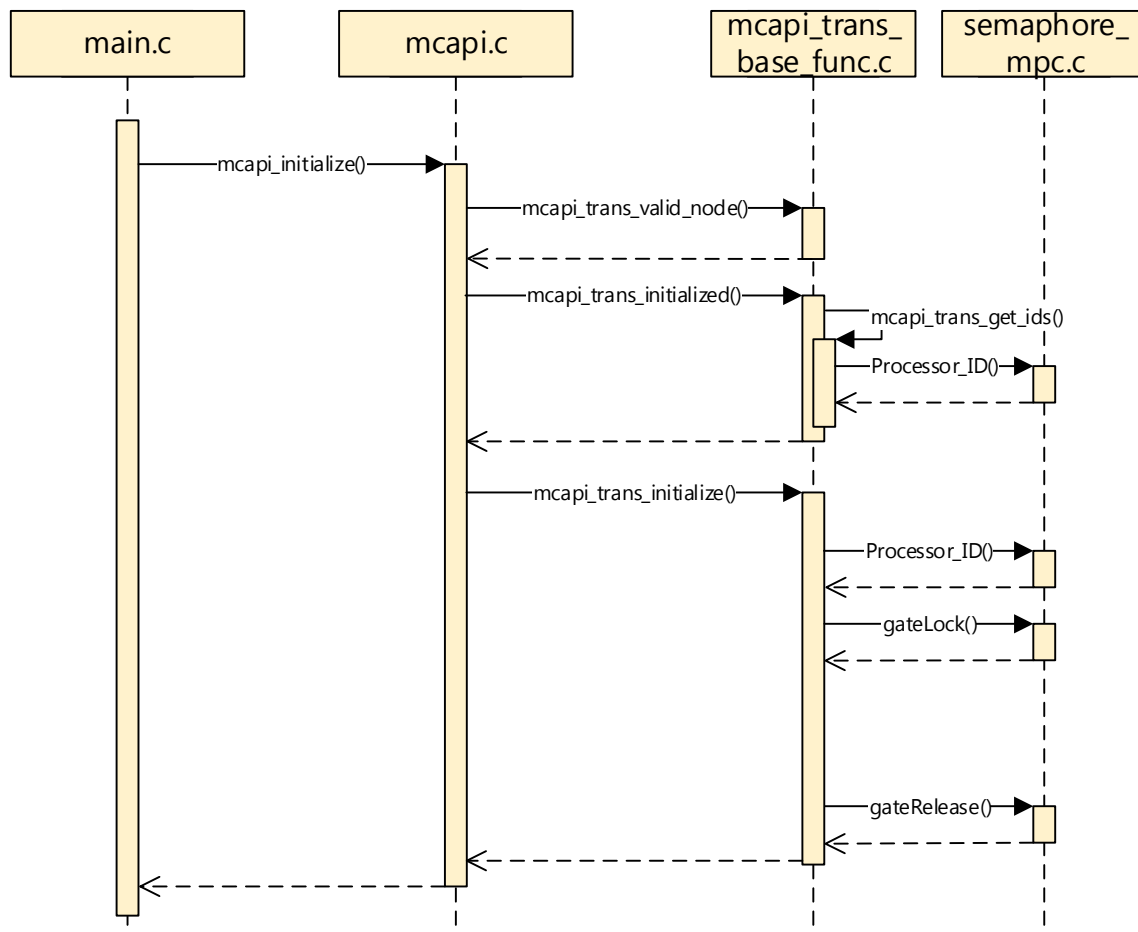 main.c
mcapi.c
mcapi_trans_
base_func.c
semaphore_
mpc.c
mcapi_initialize()
mcapi_trans_valid_node()
mcapi_trans_initialized()
mcapi_trans_get_ids()
Processor_ID()
mcapi_trans_initialize()
Processor_ID()
gateLock()
gateRelease()